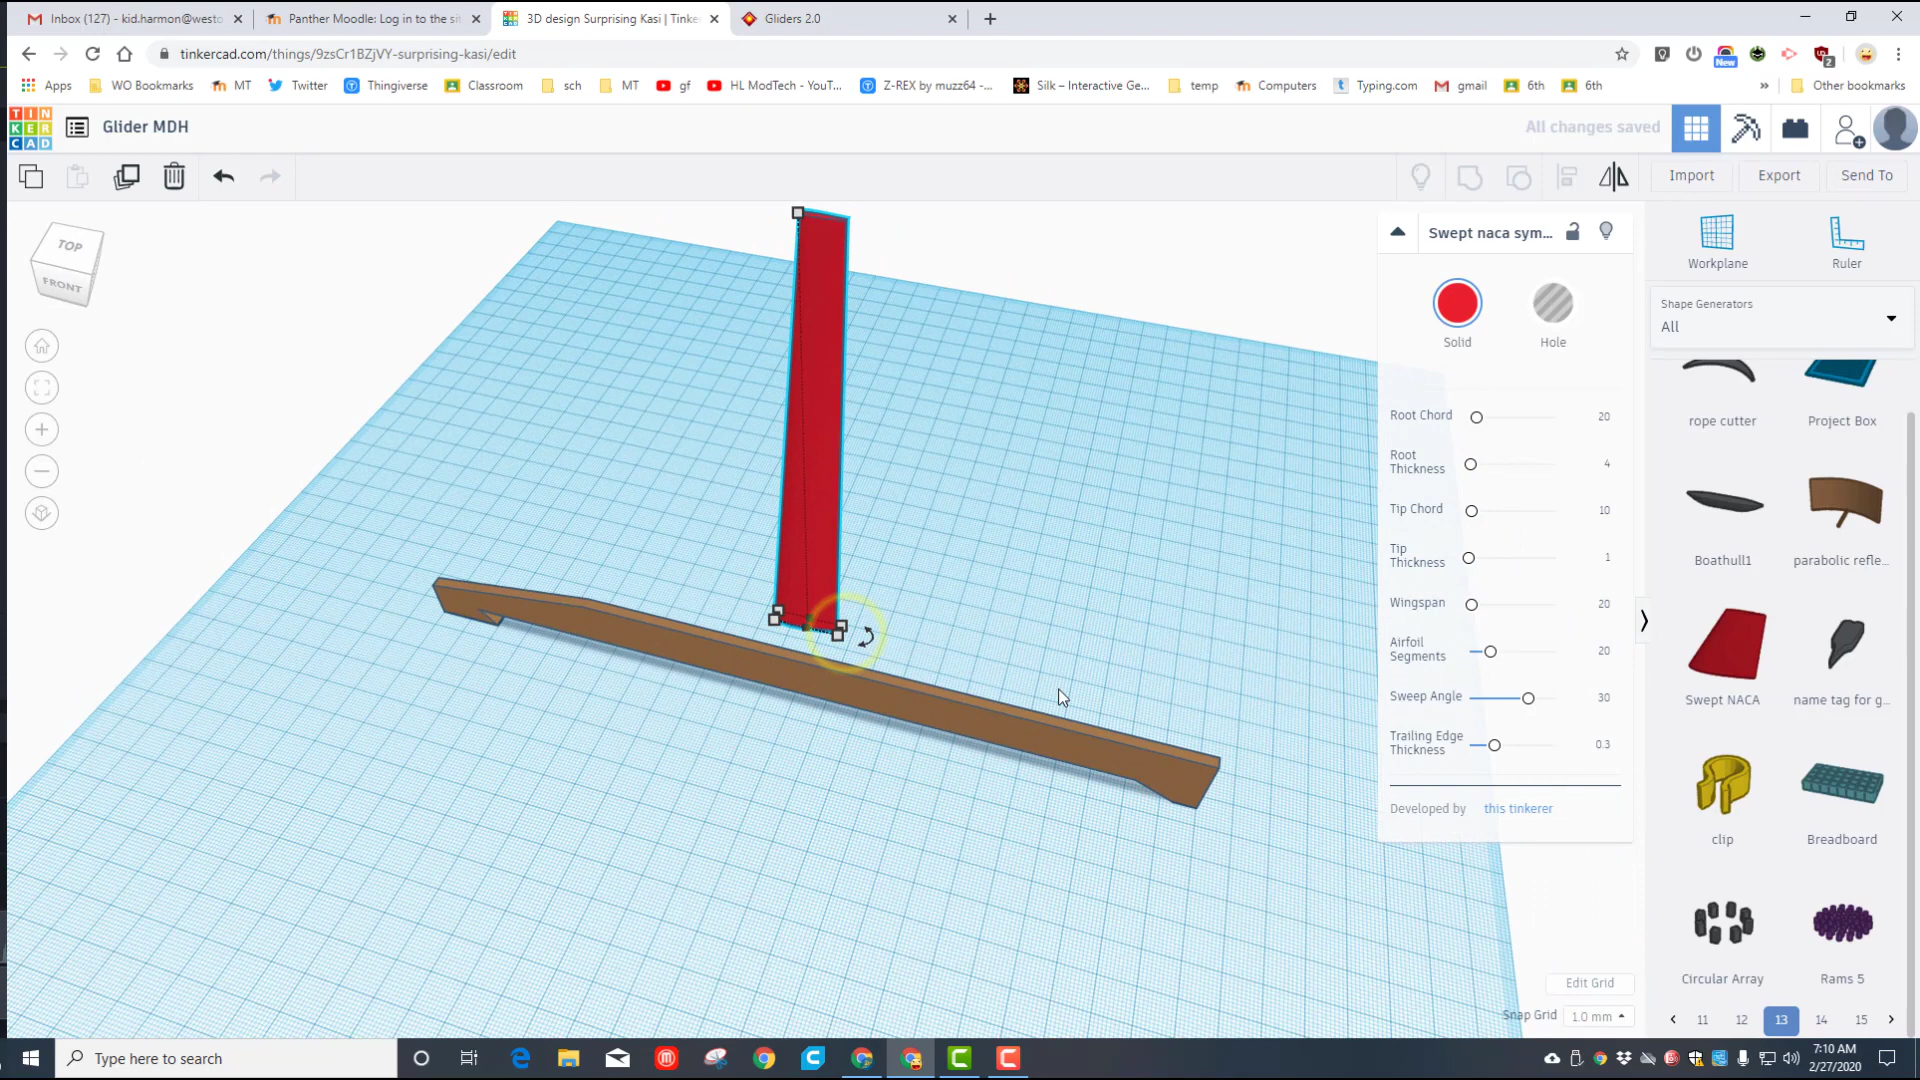 Inbox (127) - kid.harmon@westo
Panther Moodle: Log in to the sit
3D design Surprising Kasi | Tinke
Gliders 2.0
tinkercad.com/things/9zsCr1BZjVY-surprising-kasi/edit
New
2
Apps
WO Bookmarks
MT
Twitter
Thingiverse
Classroom
sch
MT
gf
HL ModTech - YouT...
Z-REX by muzz64 -...
Silk – Interactive Ge...
temp
Computers
Typing.com
gmail
6th
6th
»
Other bookmarks
TIN
KER
CAD
Glider MDH
All changes saved
Import
Export
Send To
TOP
FRONT
Swept naca sym...
Solid
Hole
Root Chord 20
Root Thickness 4
Tip Chord 10
Tip Thickness 1
Wingspan 20
Airfoil Segments 20
Sweep Angle 30
Trailing Edge Thickness 0.3
Developed by this tinkerer
Workplane
Ruler
Shape Generators
All
rope cutter
Project Box
Boathull1
parabolic refle...
Swept NACA
name tag for g...
clip
Breadboard
Circular Array
Rams 5
11 12 13 14 15
Edit Grid
Snap Grid 1.0 mm
Type here to search
7:10 AM
2/27/2020